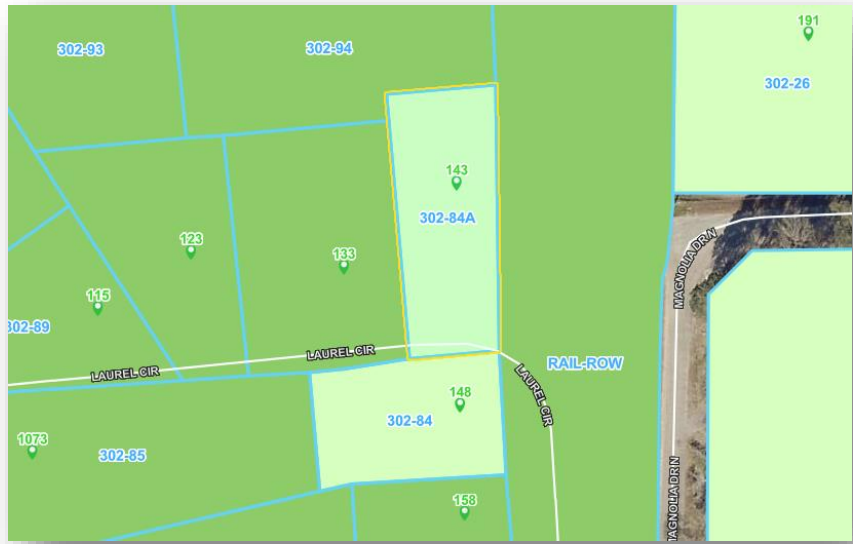 191
302-93
302-94
302-26
143
302-84A
123
133
MAGNOLIA DR N
115
302-89
LAUREL CIR
LAUREL CIR
RAIL-ROW
LAUREL CIR
148
302-84
1073
302-85
MAGNOLIA DR N
158